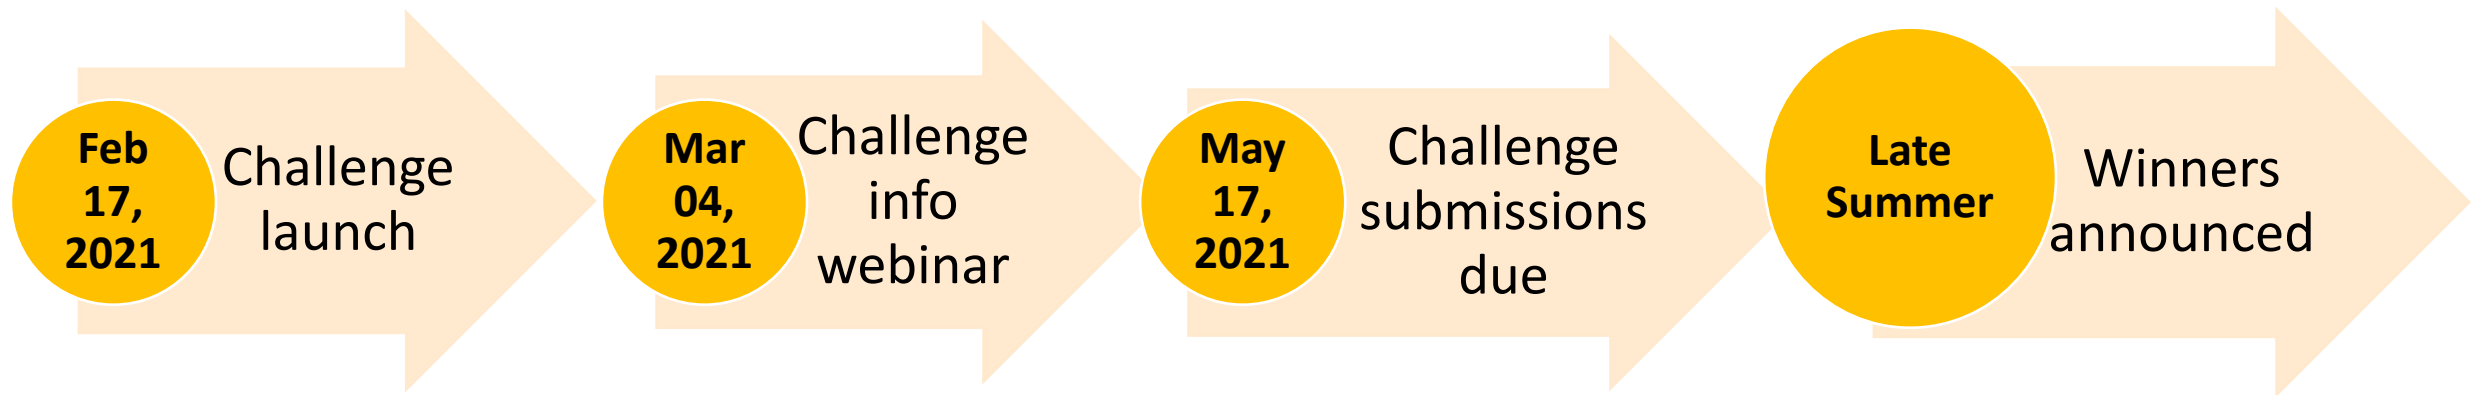 Feb
17,
2021
Challenge
launch
Mar
04,
2021
Challenge
info
webinar
May
17,
2021
Challenge
submissions
due
Late
Summer
Winners
announced